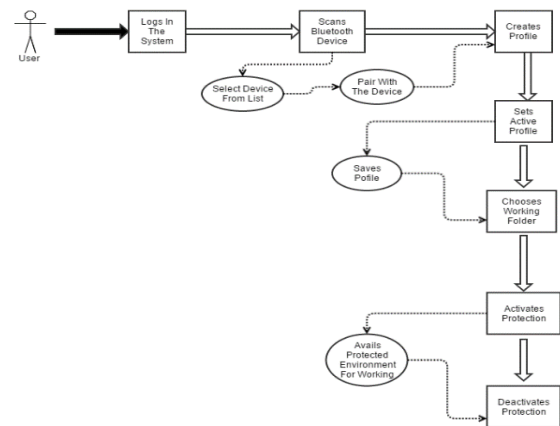 User
Logs In
The
System
Scans
Bluetooth
Device
Creates
Profile
Select Device
From List
Pair With
The Device
Sets
Active
Profile
Saves
Pofile
Chooses
Working
Folder
Activates
Protection
Avails
Protected
Environment
For Working
Deactivates
Protection